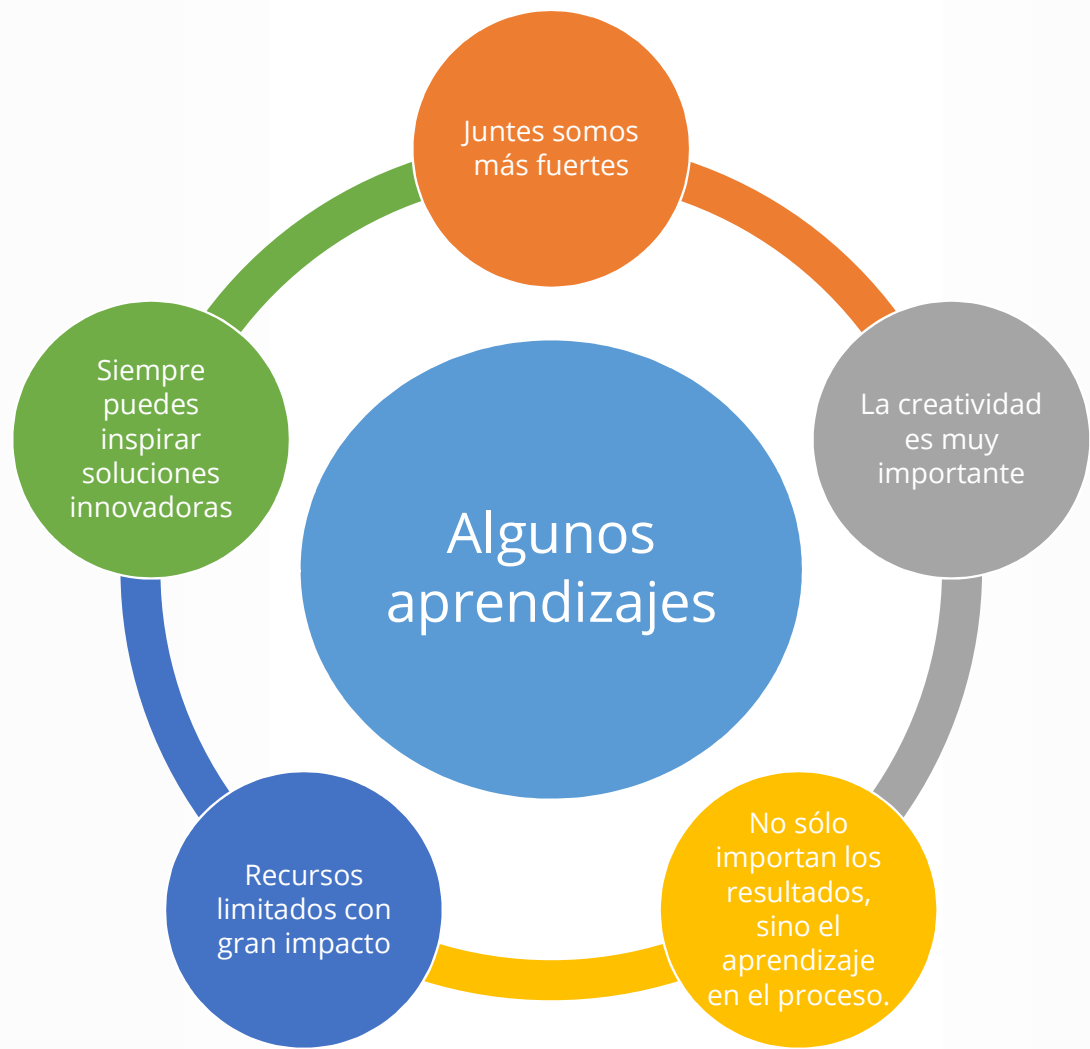 Juntes somos
más fuertes
La creatividad
es muy
importante
No sólo
importan los
resultados,
sino el
aprendizaje
en el proceso.
Recursos
limitados con
gran impacto
Siempre
puedes
inspirar
soluciones
innovadoras
Algunos
aprendizajes